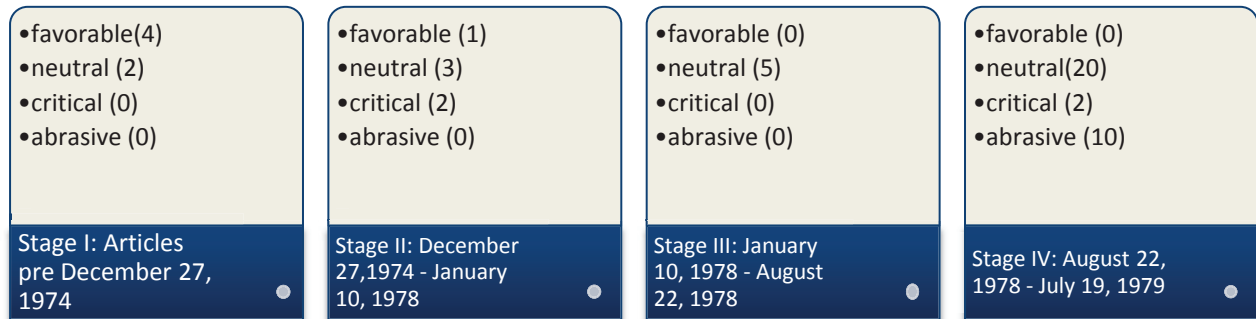 •favorable(4)
•neutral (2)
•critical (0)
•abrasive (0)
Stage I: Articles
pre December 27,
1974
•favorable (1)
•neutral (3)
•critical (2)
•abrasive (0)
Stage II: December
27,1974 - January
10, 1978
•favorable (0)
•neutral (5)
•critical (0)
•abrasive (0)
Stage III: January
10, 1978 - August
22, 1978
•favorable (0)
•neutral(20)
•critical (2)
•abrasive (10)
Stage IV: August 22,
1978 - July 19, 1979